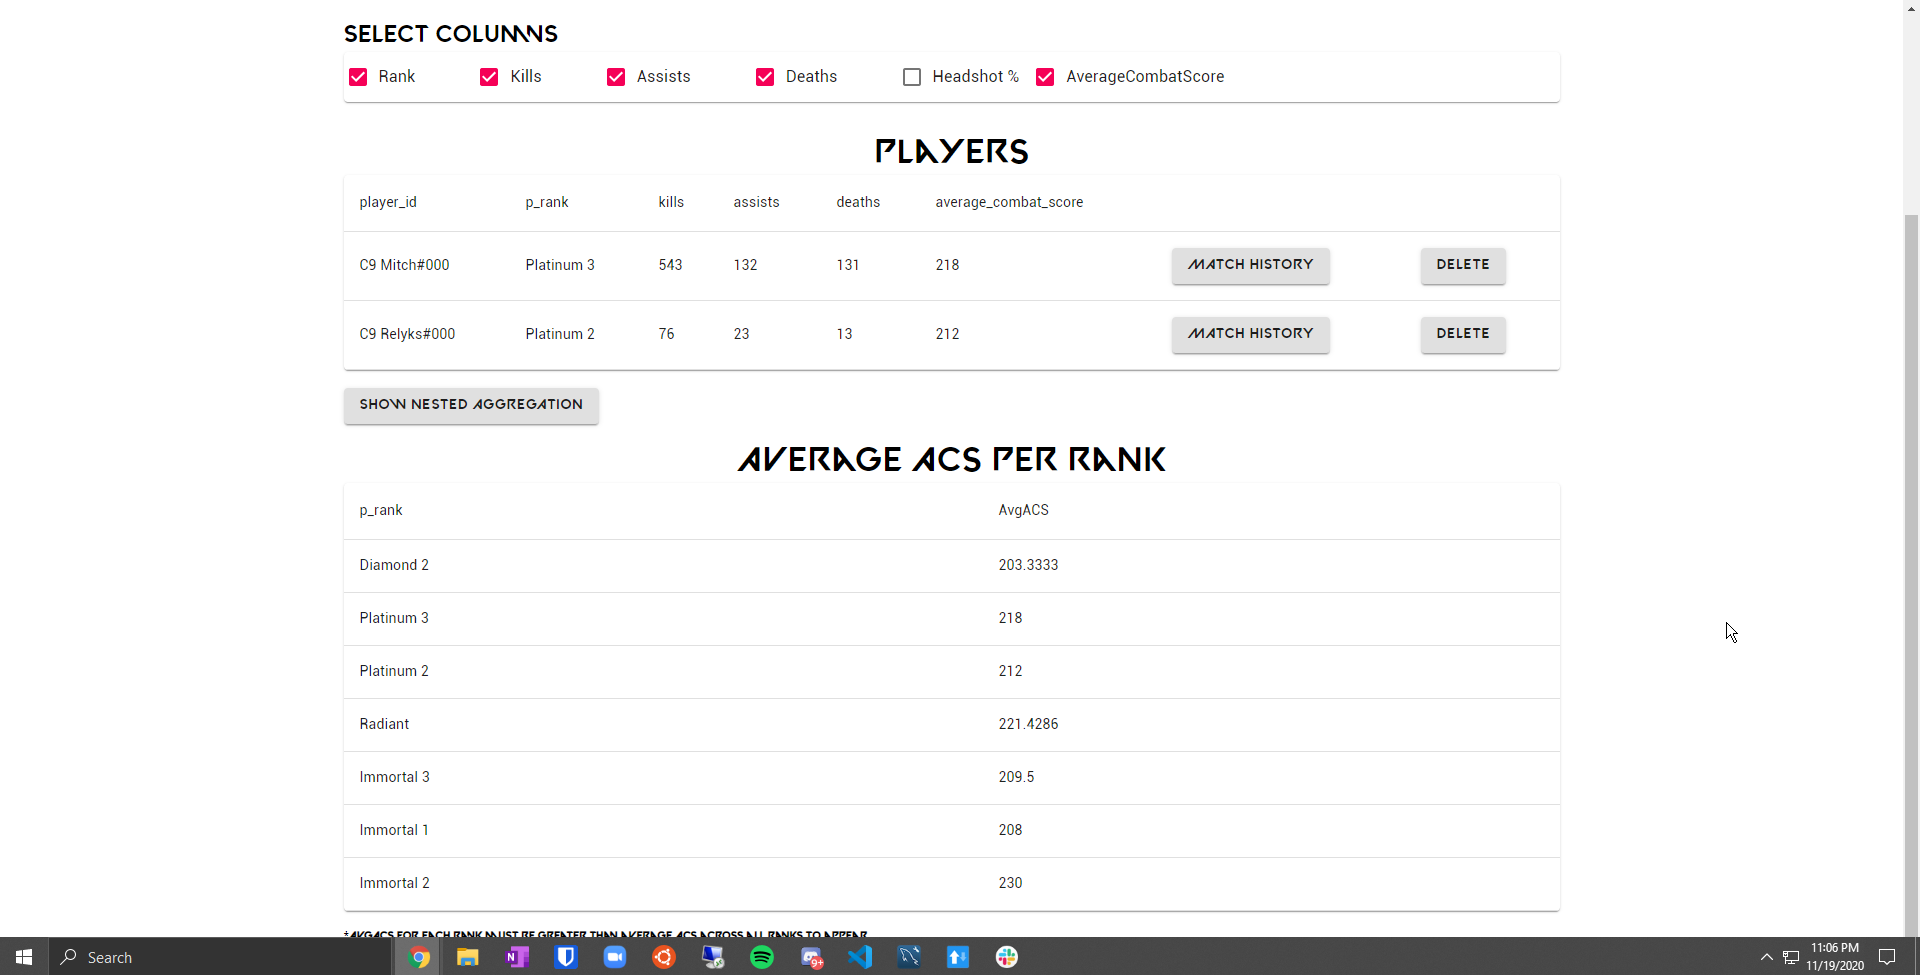 SELECT COLUMNS
Rank Kills Assists Deaths Headshot % AverageCombatScore
PLAYERS
player_id p_rank kills assists deaths average_combat_score
C9 Mitch#000 Platinum 3 543 132 131 218 MATCH HISTORY DELETE
C9 Relyks#000 Platinum 2 76 23 13 212 MATCH HISTORY DELETE
SHOW NESTED AGGREGATION
AVERAGE ACS PER RANK
p_rank AvgACS
Diamond 2 203.3333
Platinum 3 218
Platinum 2 212
Radiant 221.4286
Immortal 3 209.5
Immortal 1 208
Immortal 2 230
*AVGACS FOR EACH RANK MUST BE GREATER THAN AVERAGE ACS ACROSS ALL RANKS TO APPEAR
Search
9+
11:06 PM
11/19/2020